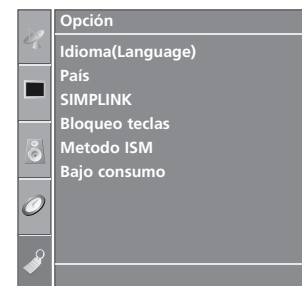 Opción
Idioma(Language)
País
SIMPLINK
Bloqueo teclas
Metodo ISM
Bajo consumo